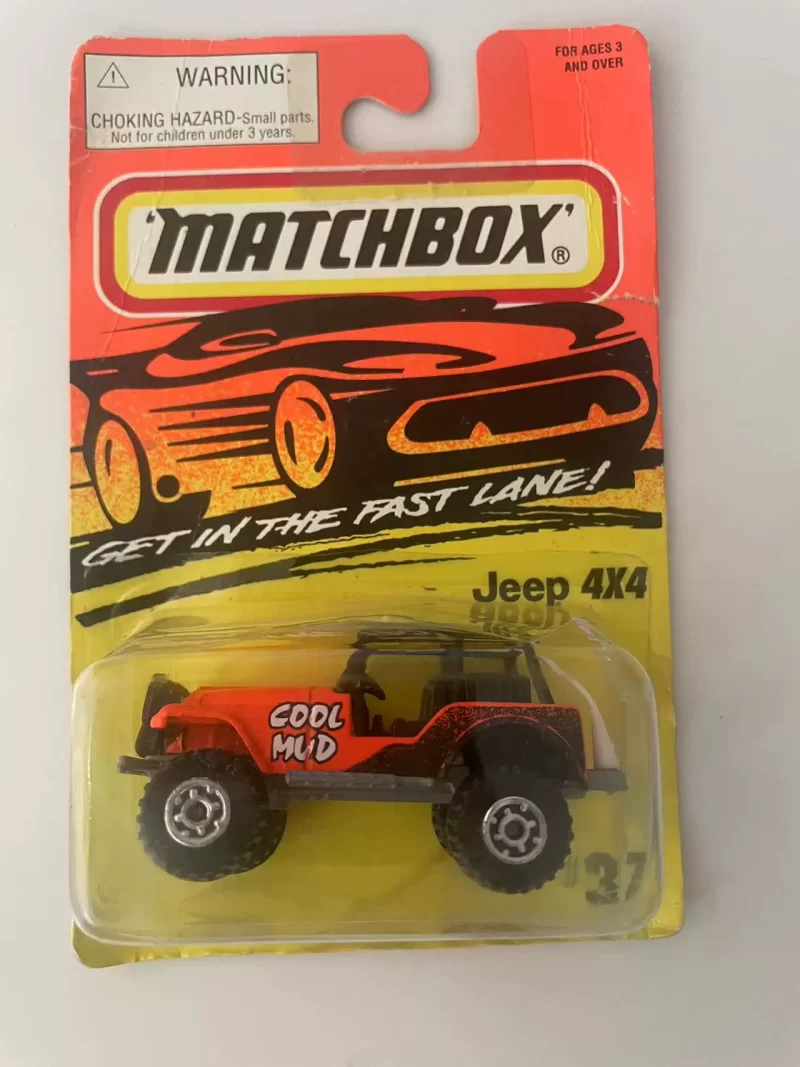 WARNING:
CHOKING HAZARD-Small parts.
Not for children under 3 years.
FOR AGES 3
AND OVER
'MATCHBOX'®
GET IN THE FAST LANE!
Jeep 4X4
COOL
MUD
#37